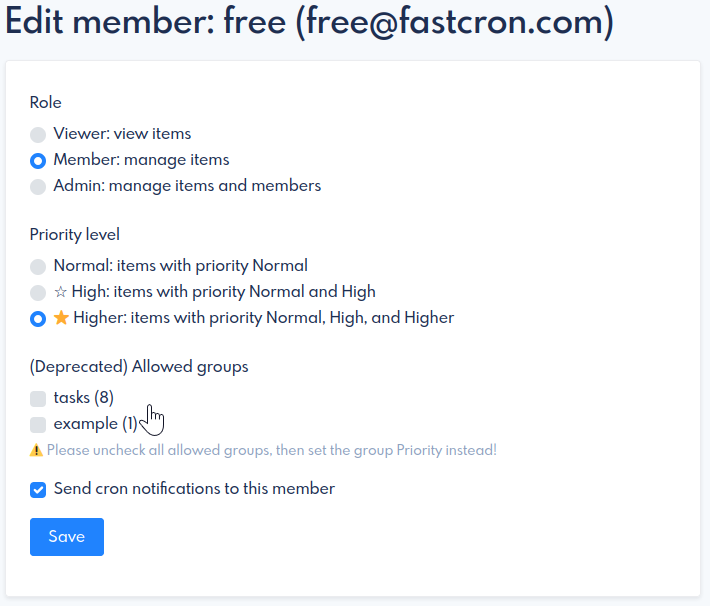 Edit member: free (free@fastcron.com)
Role
Viewer: view items
Member: manage items
Admin: manage items and members
Priority level
Normal: items with priority Normal
☆ High: items with priority Normal and High
⭐ Higher: items with priority Normal, High, and Higher
(Deprecated) Allowed groups
tasks (8)
example (1)
⚠ Please uncheck all allowed groups, then set the group Priority instead!
Send cron notifications to this member
Save